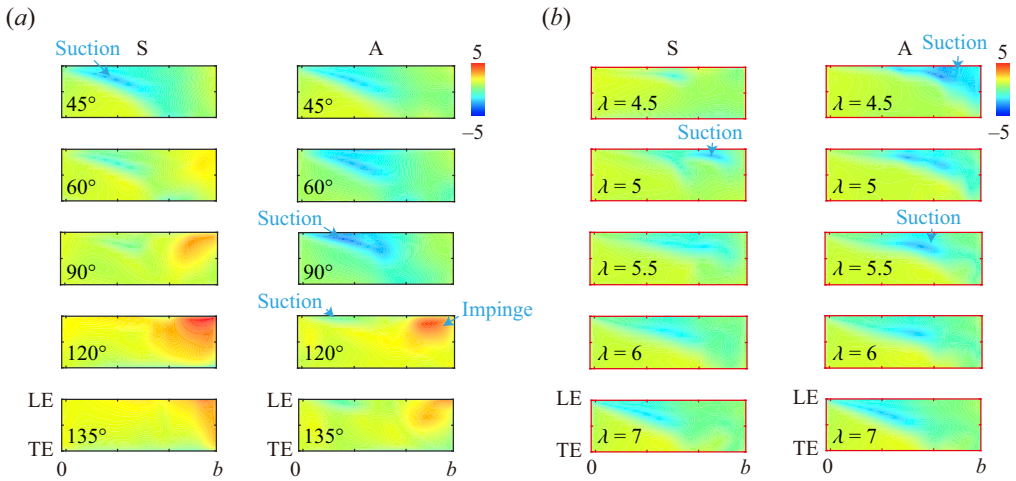 (a)
S
A
Suction
5
–5
45°
45°
60°
60°
Suction
90°
90°
Suction
Impinge
120°
120°
LE
TE
135°
135°
0
b
0
b
(b)
S
A
Suction
5
–5
λ = 4.5
λ = 4.5
Suction
λ = 5
λ = 5
Suction
λ = 5.5
λ = 5.5
λ = 6
λ = 6
LE
LE
TE
TE
λ = 7
λ = 7
0
b
0
b